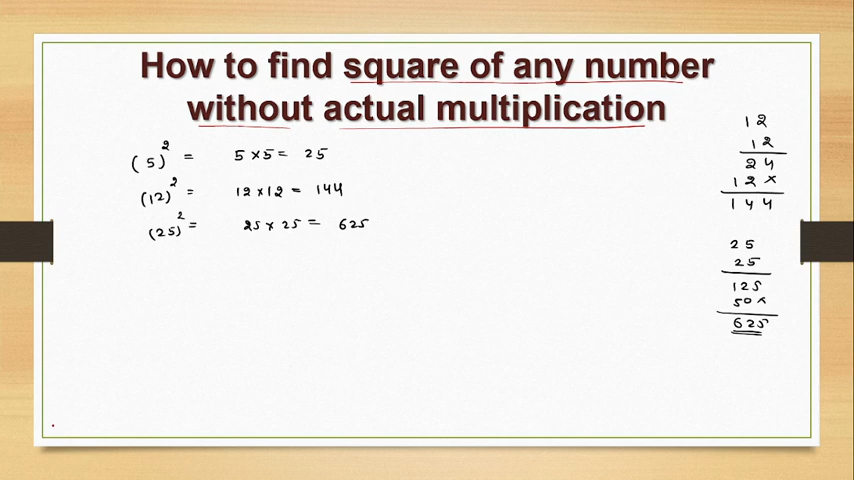 How to find square of any number
without actual multiplication
(5)² = 5 × 5 = 25
(12)² = 12 × 12 = 144
(25)² = 25 × 25 = 625
12
12
24
12×
144
25
25
125
50×
625